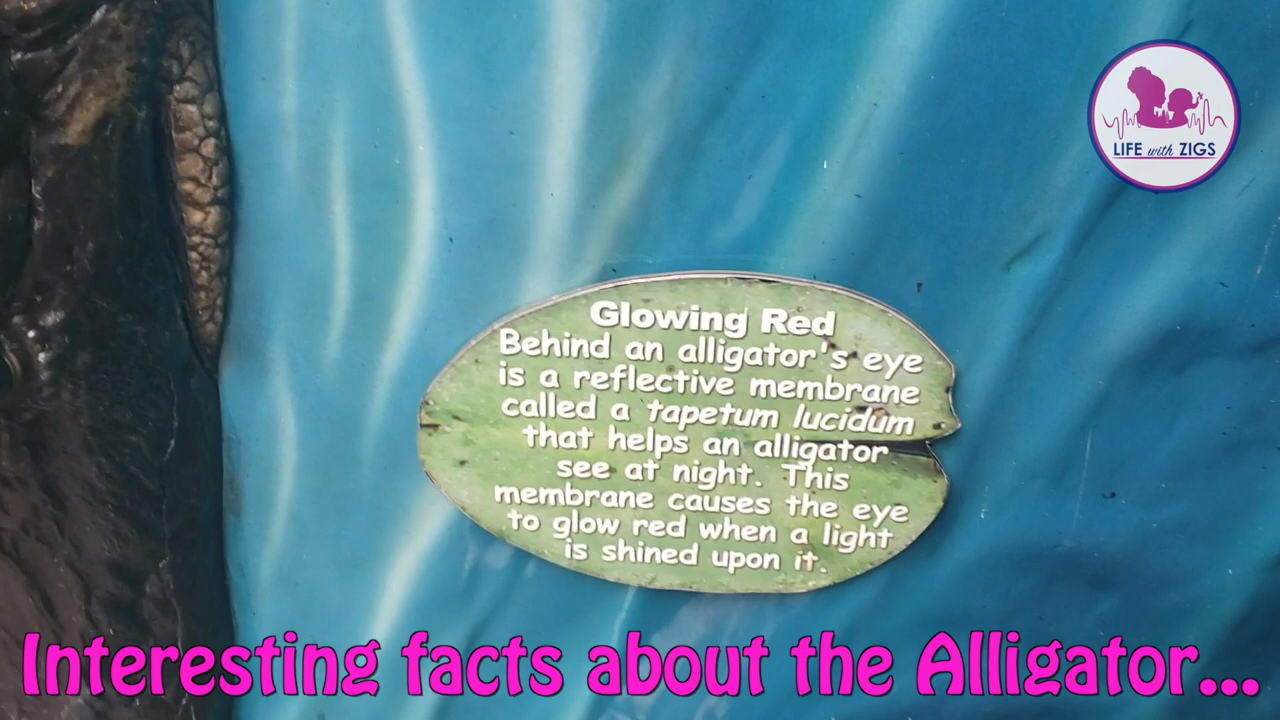 LIFE with ZIGS
Glowing Red
Behind an alligator's eye
is a reflective membrane
called a tapetum lucidum
that helps an alligator
see at night. This
membrane causes the eye
to glow red when a light
is shined upon it.
Interesting facts about the Alligator...